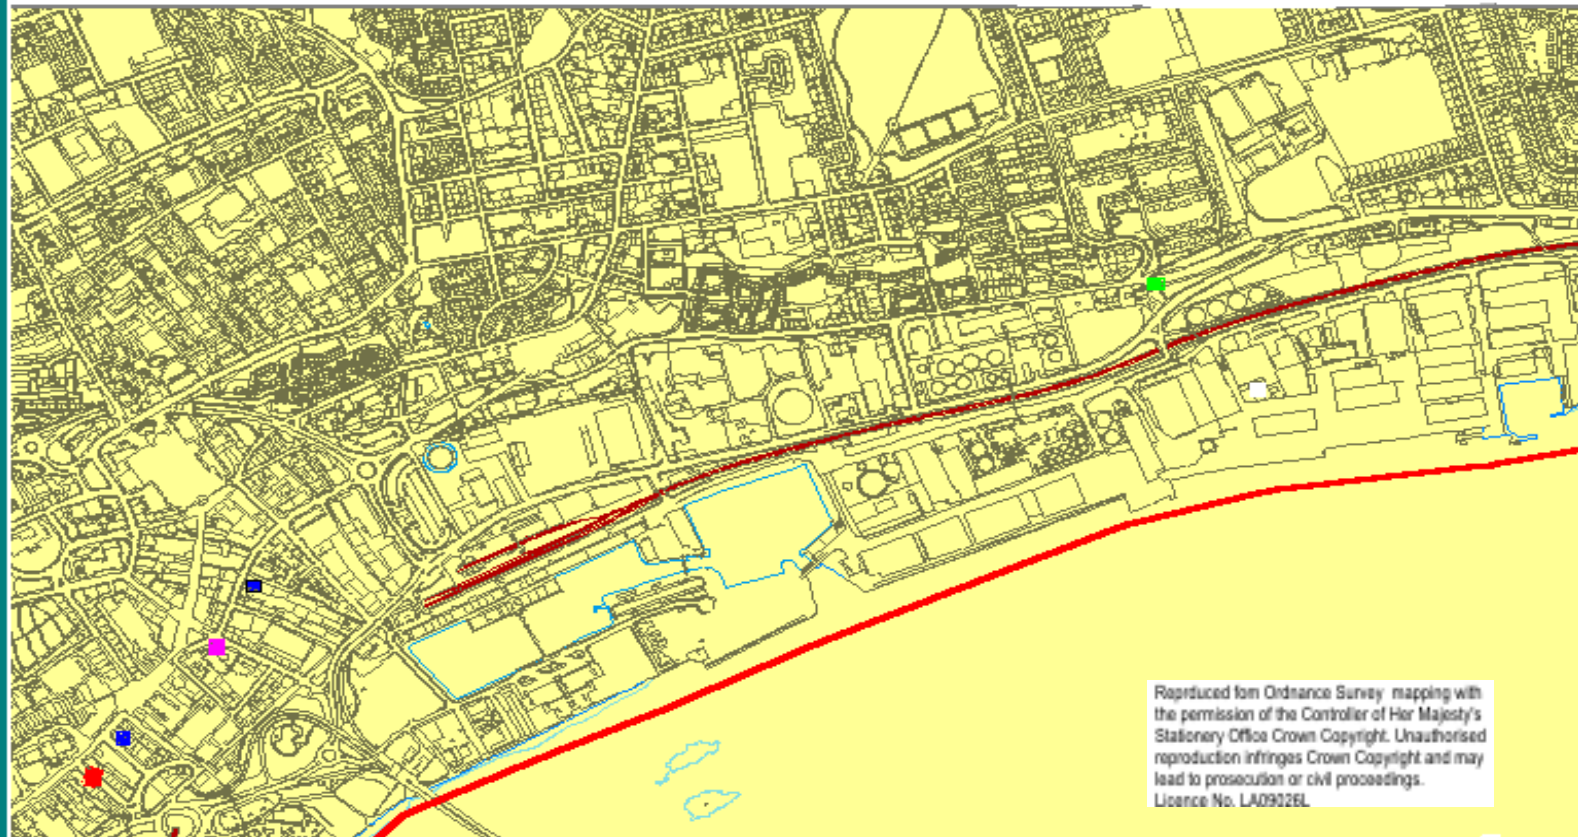 Reprduced fom Ordnance Survey mapping with
the permission of the Controller of Her Majesty's
Stationery Office Crown Copyright. Unauthorised
reproduction infringes Crown Copyright and may
lead to prosecution or civil proceedings.
Licence No. LA09026L